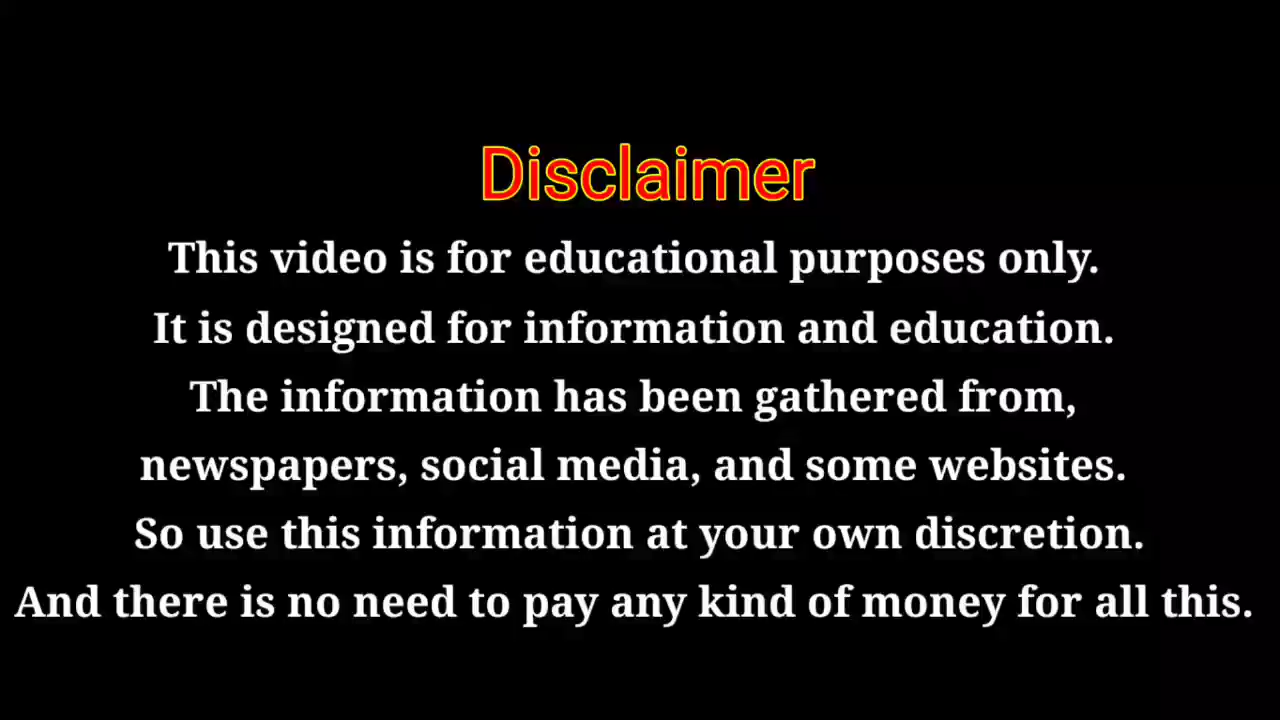 Disclaimer
This video is for educational purposes only.
It is designed for information and education.
The information has been gathered from,
newspapers, social media, and some websites.
So use this information at your own discretion.
And there is no need to pay any kind of money for all this.